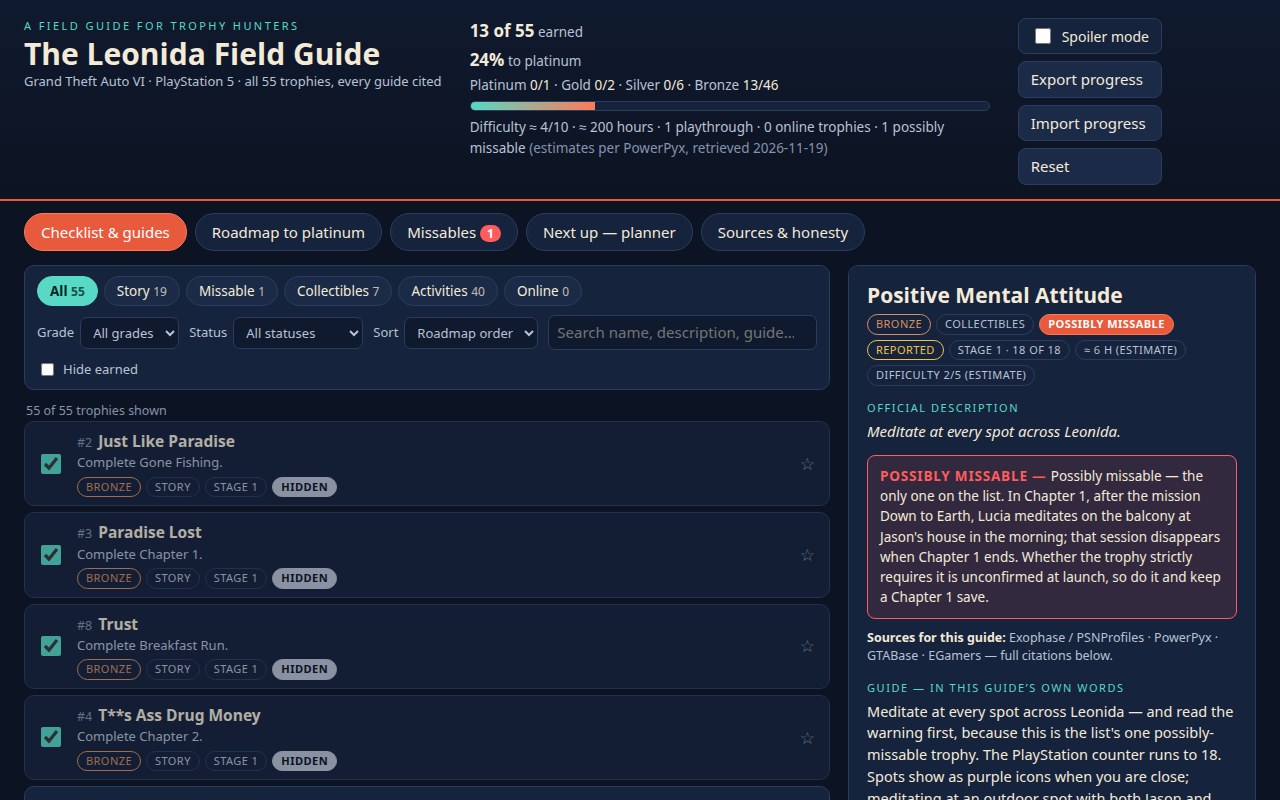 A FIELD GUIDE FOR TROPHY HUNTERS
The Leonida Field Guide
Grand Theft Auto VI · PlayStation 5 · all 55 trophies, every guide cited
13 of 55 earned
24% to platinum
Platinum 0/1 · Gold 0/2 · Silver 0/6 · Bronze 13/46
Difficulty ≈ 4/10 · ≈ 200 hours · 1 playthrough · 0 online trophies · 1 possibly
missable (estimates per PowerPyx, retrieved 2026-11-19)
Spoiler mode
Export progress
Import progress
Reset
Checklist & guides
Roadmap to platinum
Missables 1
Next up — planner
Sources & honesty
All 55
Story 19
Missable 1
Collectibles 7
Activities 40
Online 0
Grade All grades Status All statuses Sort Roadmap order Search name, description, guide...
Hide earned
55 of 55 trophies shown
#2 Just Like Paradise
Complete Gone Fishing.
BRONZE STORY STAGE 1 HIDDEN
#3 Paradise Lost
Complete Chapter 1.
BRONZE STORY STAGE 1 HIDDEN
#8 Trust
Complete Breakfast Run.
BRONZE STORY STAGE 1 HIDDEN
#4 T**s Ass Drug Money
Complete Chapter 2.
BRONZE STORY STAGE 1 HIDDEN
Positive Mental Attitude
BRONZE COLLECTIBLES POSSIBLY MISSABLE
REPORTED STAGE 1 · 18 OF 18 ≈ 6 H (ESTIMATE)
DIFFICULTY 2/5 (ESTIMATE)
OFFICIAL DESCRIPTION
Meditate at every spot across Leonida.
POSSIBLY MISSABLE — Possibly missable — the
only one on the list. In Chapter 1, after the mission
Down to Earth, Lucia meditates on the balcony at
Jason's house in the morning; that session disappears
when Chapter 1 ends. Whether the trophy strictly
requires it is unconfirmed at launch, so do it and keep
a Chapter 1 save.
Sources for this guide: Exophase / PSNProfiles · PowerPyx ·
GTABase · EGamers — full citations below.
GUIDE — IN THIS GUIDE'S OWN WORDS
Meditate at every spot across Leonida — and read the
warning first, because this is the list's one possibly-
missable trophy. The PlayStation counter runs to 18.
Spots show as purple icons when you are close;
meditating at an outdoor spot with both Jason and